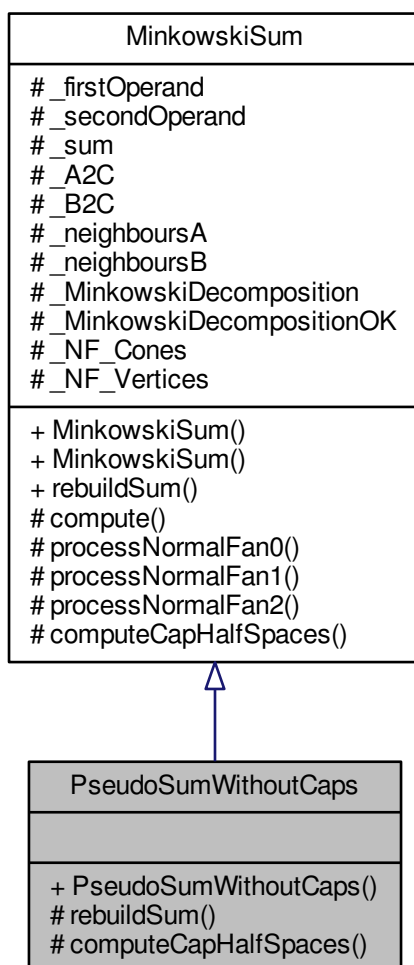 MinkowskiSum
# _firstOperand
# _secondOperand
# _sum
# _A2C
# _B2C
# _neighboursA
# _neighboursB
# _MinkowskiDecomposition
# _MinkowskiDecompositionOK
# _NF_Cones
# _NF_Vertices
+ MinkowskiSum()
+ MinkowskiSum()
+ rebuildSum()
# compute()
# processNormalFan0()
# processNormalFan1()
# processNormalFan2()
# computeCapHalfSpaces()
PseudoSumWithoutCaps
+ PseudoSumWithoutCaps()
# rebuildSum()
# computeCapHalfSpaces()